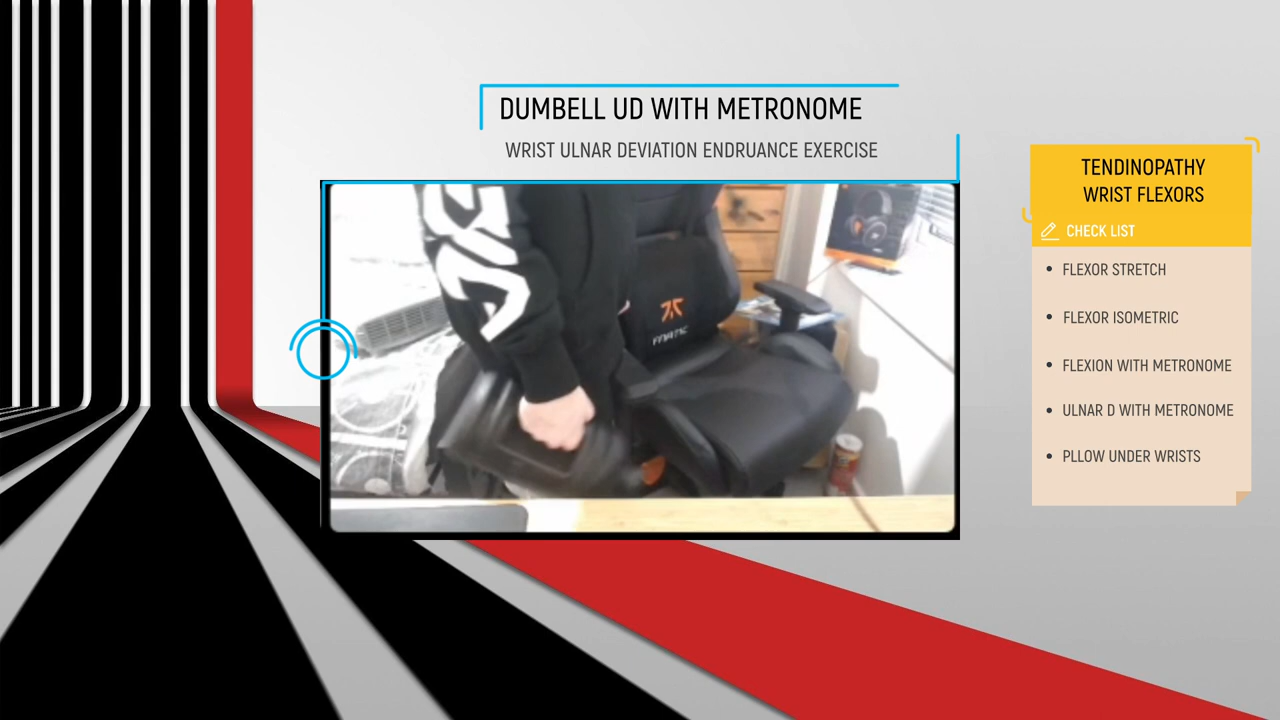 DUMBELL UD WITH METRONOME
WRIST ULNAR DEVIATION ENDRUANCE EXERCISE
FNATIC
TENDINOPATHY
WRIST FLEXORS
CHECK LIST
• FLEXOR STRETCH
• FLEXOR ISOMETRIC
• FLEXION WITH METRONOME
• ULNAR D WITH METRONOME
• PLLOW UNDER WRISTS